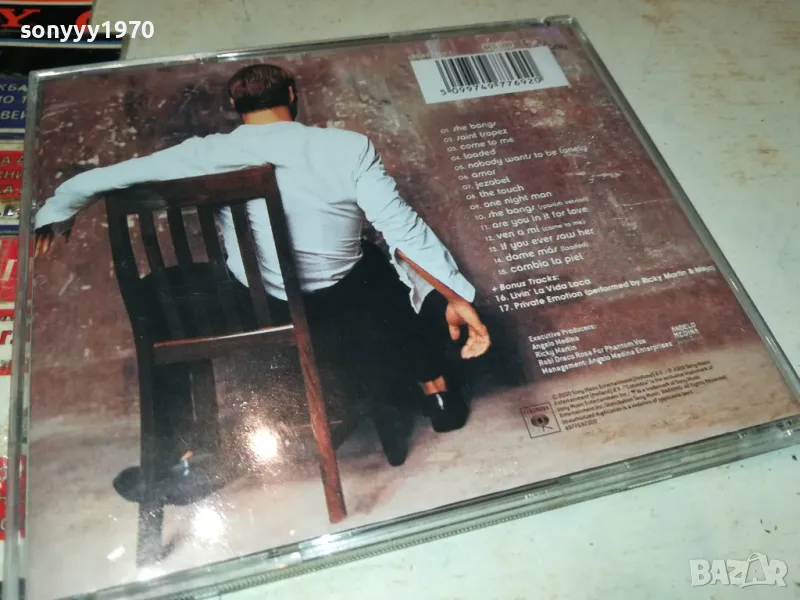 sonyyy1970
5099749776920
01. she bangs
02. saint tropez
03. come to me
04. loaded
05. nobody wants to be lonely
06. amor
07. jezabel
08. the touch
09. one night man
10. she bangs (spanish version)
11. are you in it for love
12. ven a mi (come to me)
13. if you ever saw her
14. dame más (loaded)
15. cambia la piel
+ Bonus Tracks:
16. Livin' La Vida Loca
17. Private Emotion (performed by Ricky Martin & Meja)
Executive Producers:
Angelo Medina
Ricky Martin
Robi Draco Rosa For Phantom Vox
Management: Angelo Medina Enterprises
ANGELO
MEDINA
COLUMBIA
BAZAR